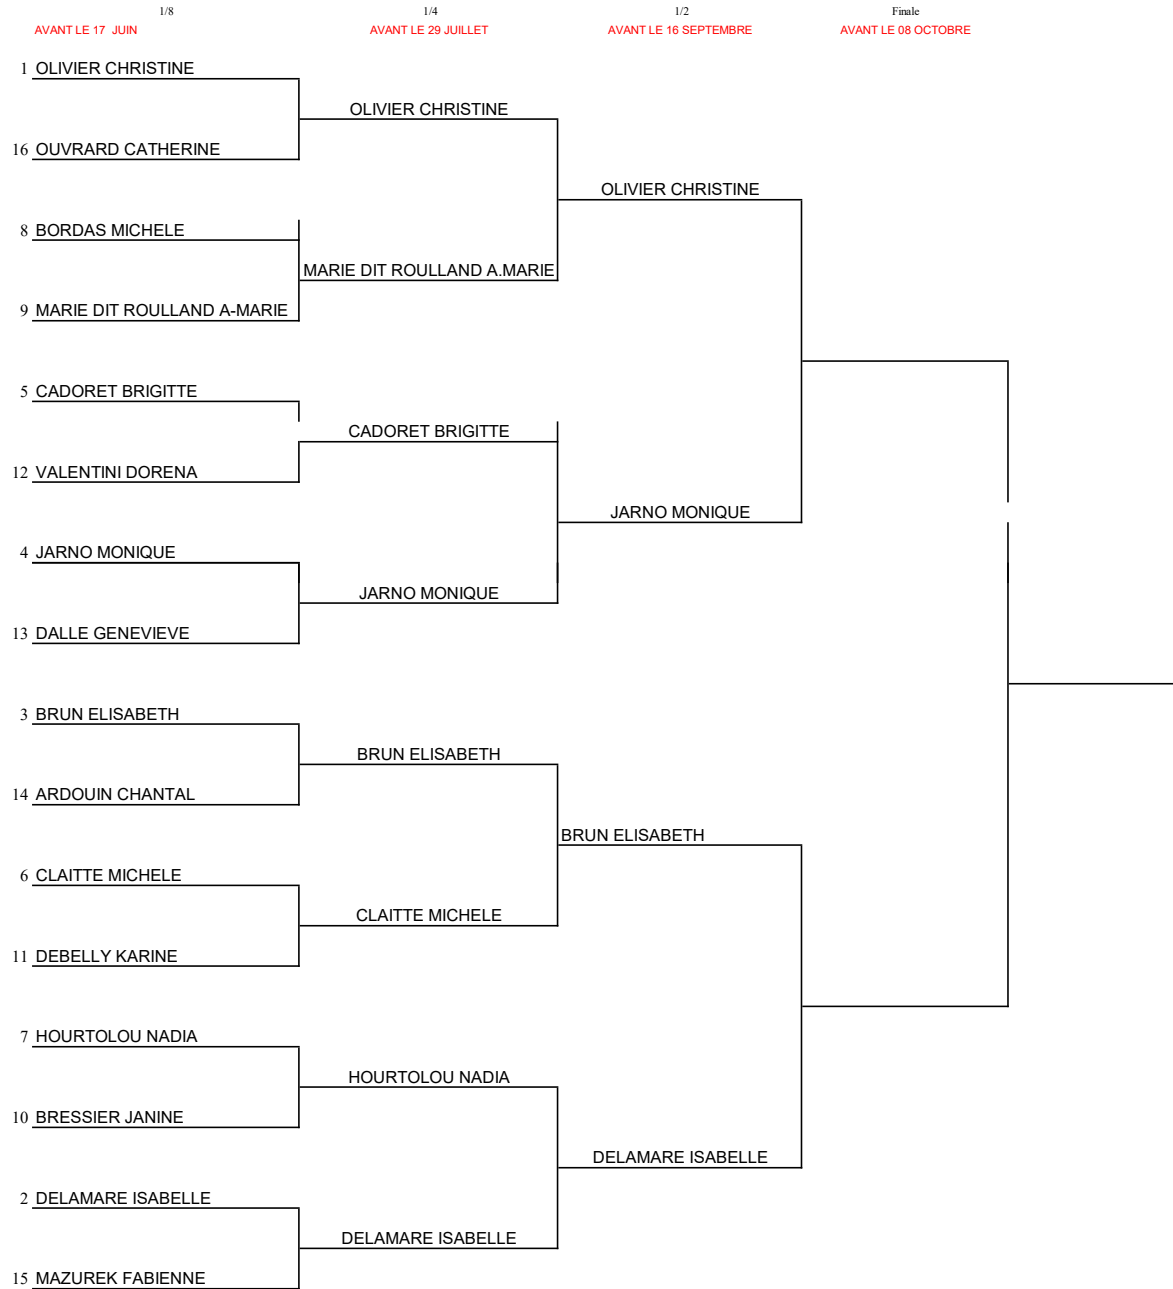 1/8 1/4 1/2 Finale
AVANT LE 17 JUIN AVANT LE 29 JUILLET AVANT LE 16 SEPTEMBRE AVANT LE 08 OCTOBRE
1 OLIVIER CHRISTINE
OLIVIER CHRISTINE
16 OUVRARD CATHERINE
OLIVIER CHRISTINE
8 BORDAS MICHELE
MARIE DIT ROULLAND A.MARIE
9 MARIE DIT ROULLAND A-MARIE
5 CADORET BRIGITTE
CADORET BRIGITTE
12 VALENTINI DORENA
JARNO MONIQUE
4 JARNO MONIQUE
JARNO MONIQUE
13 DALLE GENEVIEVE
3 BRUN ELISABETH
BRUN ELISABETH
14 ARDOUIN CHANTAL
BRUN ELISABETH
6 CLAITTE MICHELE
CLAITTE MICHELE
11 DEBELLY KARINE
7 HOURTOLOU NADIA
HOURTOLOU NADIA
10 BRESSIER JANINE
DELAMARE ISABELLE
2 DELAMARE ISABELLE
DELAMARE ISABELLE
15 MAZUREK FABIENNE